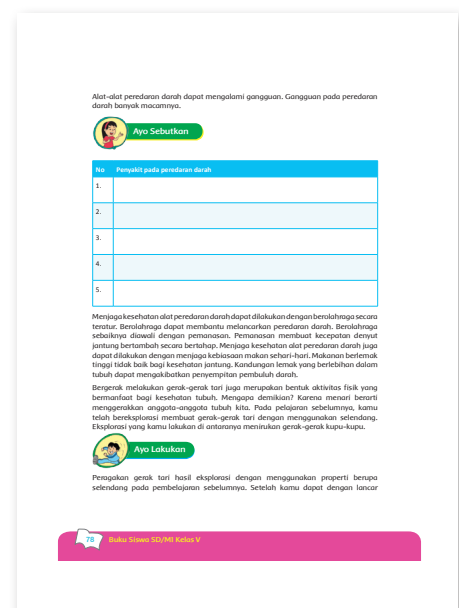 Alat-alat peredaran darah dapat mengalami gangguan. Gangguan pada peredaran
darah banyak macamnya.
Ayo Sebutkan
No Penyakit pada peredaran darah
1.
2.
3.
4.
5.
Menjaga kesehatan alat peredaran darah dapat dilakukan dengan berolahraga secara
teratur. Berolahraga dapat membantu melancarkan peredaran darah. Berolahraga
sebaiknya diawali dengan pemanasan. Pemanasan membuat kecepatan denyut
jantung bertambah secara bertahap. Menjaga kesehatan alat peredaran darah juga
dapat dilakukan dengan menjaga kebiasaan makan sehari-hari. Makanan berlemak
tinggi tidak baik bagi kesehatan jantung. Kandungan lemak yang berlebihan dalam
tubuh dapat mengakibatkan penyempitan pembuluh darah.
Bergerak melakukan gerak-gerak tari juga merupakan bentuk aktivitas fisik yang
bermanfaat bagi kesehatan tubuh. Mengapa demikian? Karena menari berarti
menggerakkan anggota-anggota tubuh kita. Pada pelajaran sebelumnya, kamu
telah bereksplorasi membuat gerak-gerak tari dengan menggunakan selendang.
Eksplorasi yang kamu lakukan di antaranya menirukan gerak-gerak kupu-kupu.
Ayo Lakukan
Peragakan gerak tari hasil eksplorasi dengan menggunakan properti berupa
selendang pada pembelajaran sebelumnya. Setelah kamu dapat dengan lancar
78 Buku Siswa SD/MI Kelas V